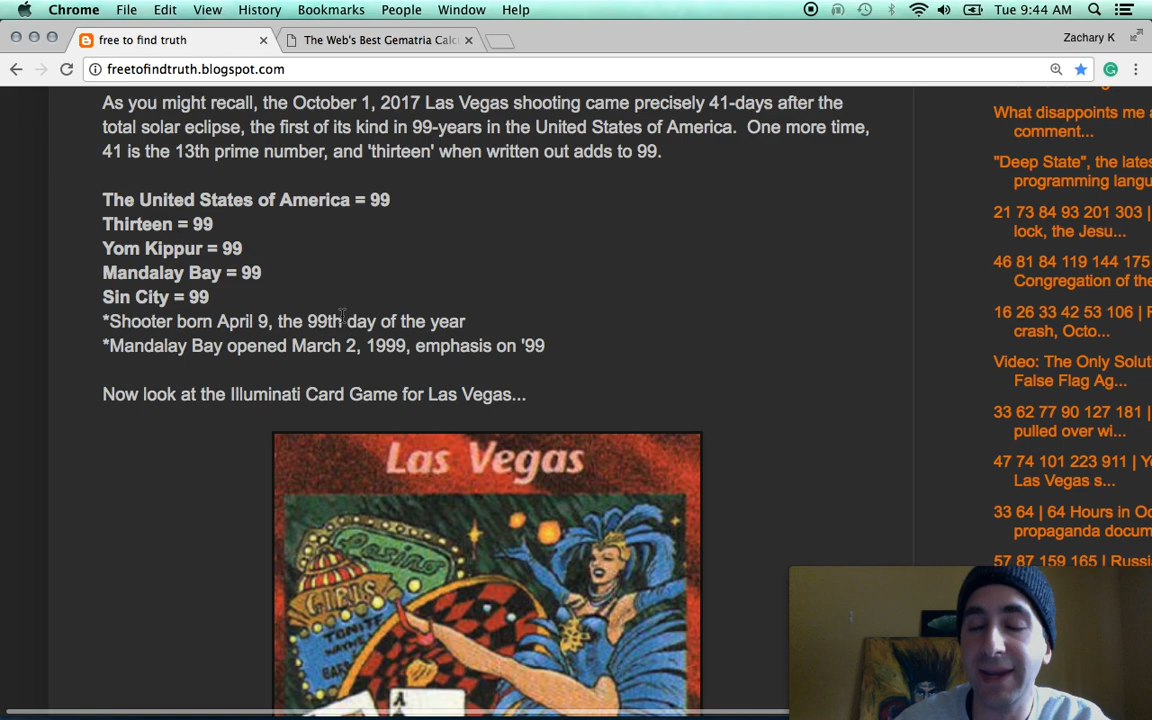 Chrome File Edit View History Bookmarks People Window Help Tue 9:44 AM
free to find truth The Web's Best Gematria Calc Zachary K
freetofindtruth.blogspot.com
As you might recall, the October 1, 2017 Las Vegas shooting came precisely 41-days after the
total solar eclipse, the first of its kind in 99-years in the United States of America. One more time,
41 is the 13th prime number, and 'thirteen' when written out adds to 99.
The United States of America = 99
Thirteen = 99
Yom Kippur = 99
Mandalay Bay = 99
Sin City = 99
*Shooter born April 9, the 99th day of the year
*Mandalay Bay opened March 2, 1999, emphasis on '99
Now look at the Illuminati Card Game for Las Vegas...
Las Vegas
Casino
GIRLS
TONITE
A
What disappoints me a
comment...
"Deep State", the lates
programming langu...
21 73 84 93 201 303 |
lock, the Jesu...
46 81 84 119 144 175
Congregation of the
16 26 33 42 53 106 | F
crash, Octo...
Video: The Only Soluti
False Flag Ag...
33 62 77 90 127 181 |
pulled over wi...
47 74 101 223 911 | Yo
Las Vegas s...
33 64 | 64 Hours in Oc
propaganda docum
57 87 159 165 | Russia